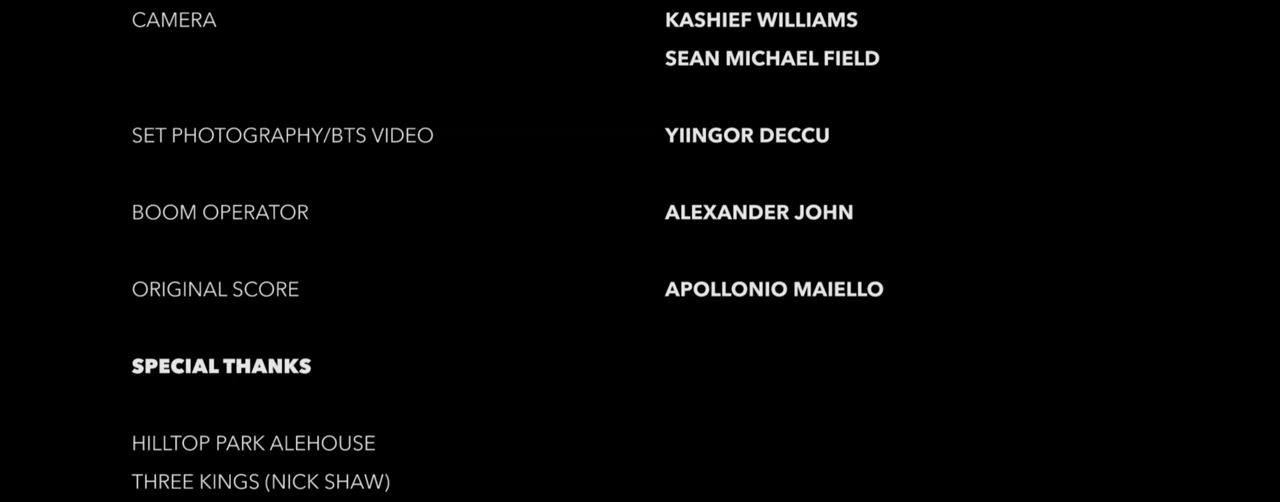 CAMERA KASHIEF WILLIAMS
SEAN MICHAEL FIELD
SET PHOTOGRAPHY/BTS VIDEO YIINGOR DECCU
BOOM OPERATOR ALEXANDER JOHN
ORIGINAL SCORE APOLLONIO MAIELLO
SPECIAL THANKS
HILLTOP PARK ALEHOUSE
THREE KINGS (NICK SHAW)